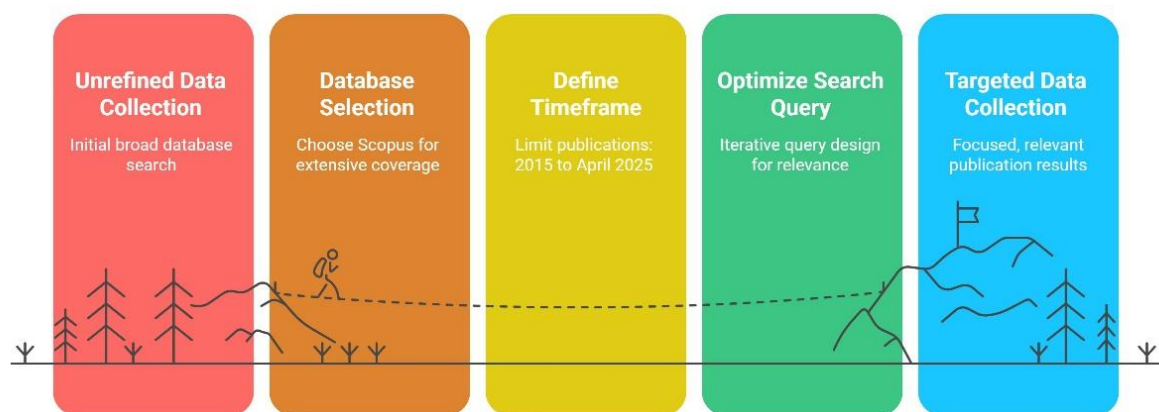 Unrefined Data
Collection
Initial broad database
search
Database
Selection
Choose Scopus for
extensive coverage
Define
Timeframe
Limit publications:
2015 to April 2025
Optimize Search
Query
Iterative query design
for relevance
Targeted Data
Collection
Focused, relevant
publication results